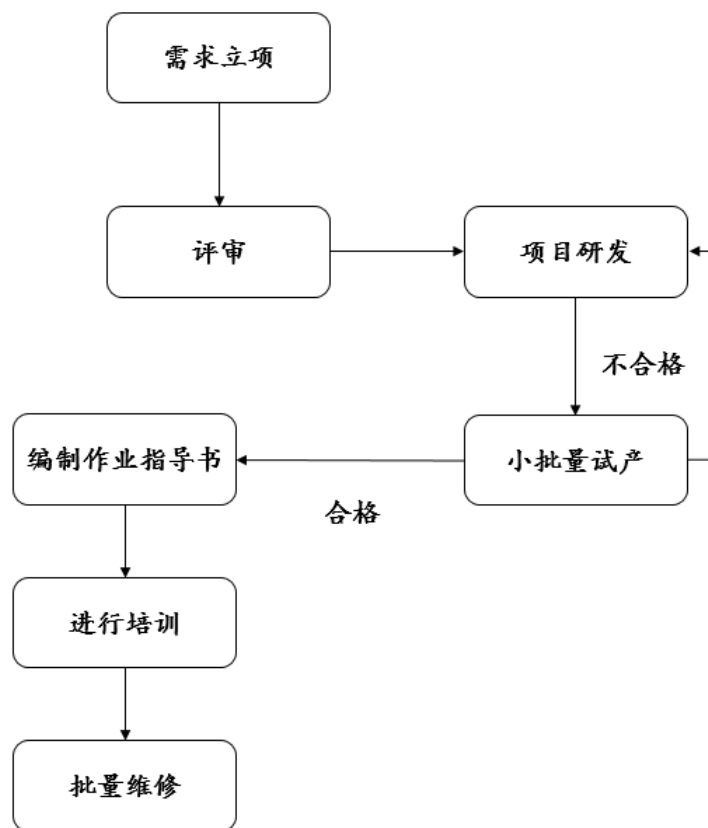 需求立项
评审
项目研发
不合格
编制作业指导书
小批量试产
合格
进行培训
批量维修